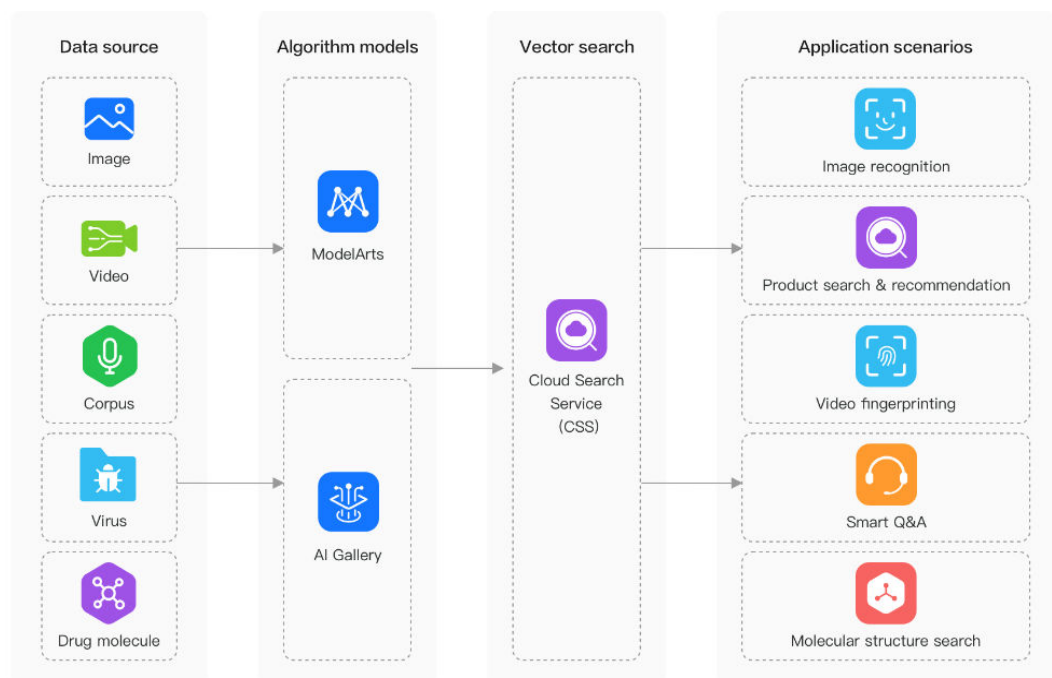 Data source
Image
Video
Corpus
Virus
Drug molecule
Algorithm models
ModelArts
AI Gallery
Vector search
Cloud Search
Service
(CSS)
Application scenarios
Image recognition
Product search & recommendation
Video fingerprinting
Smart Q&A
Molecular structure search